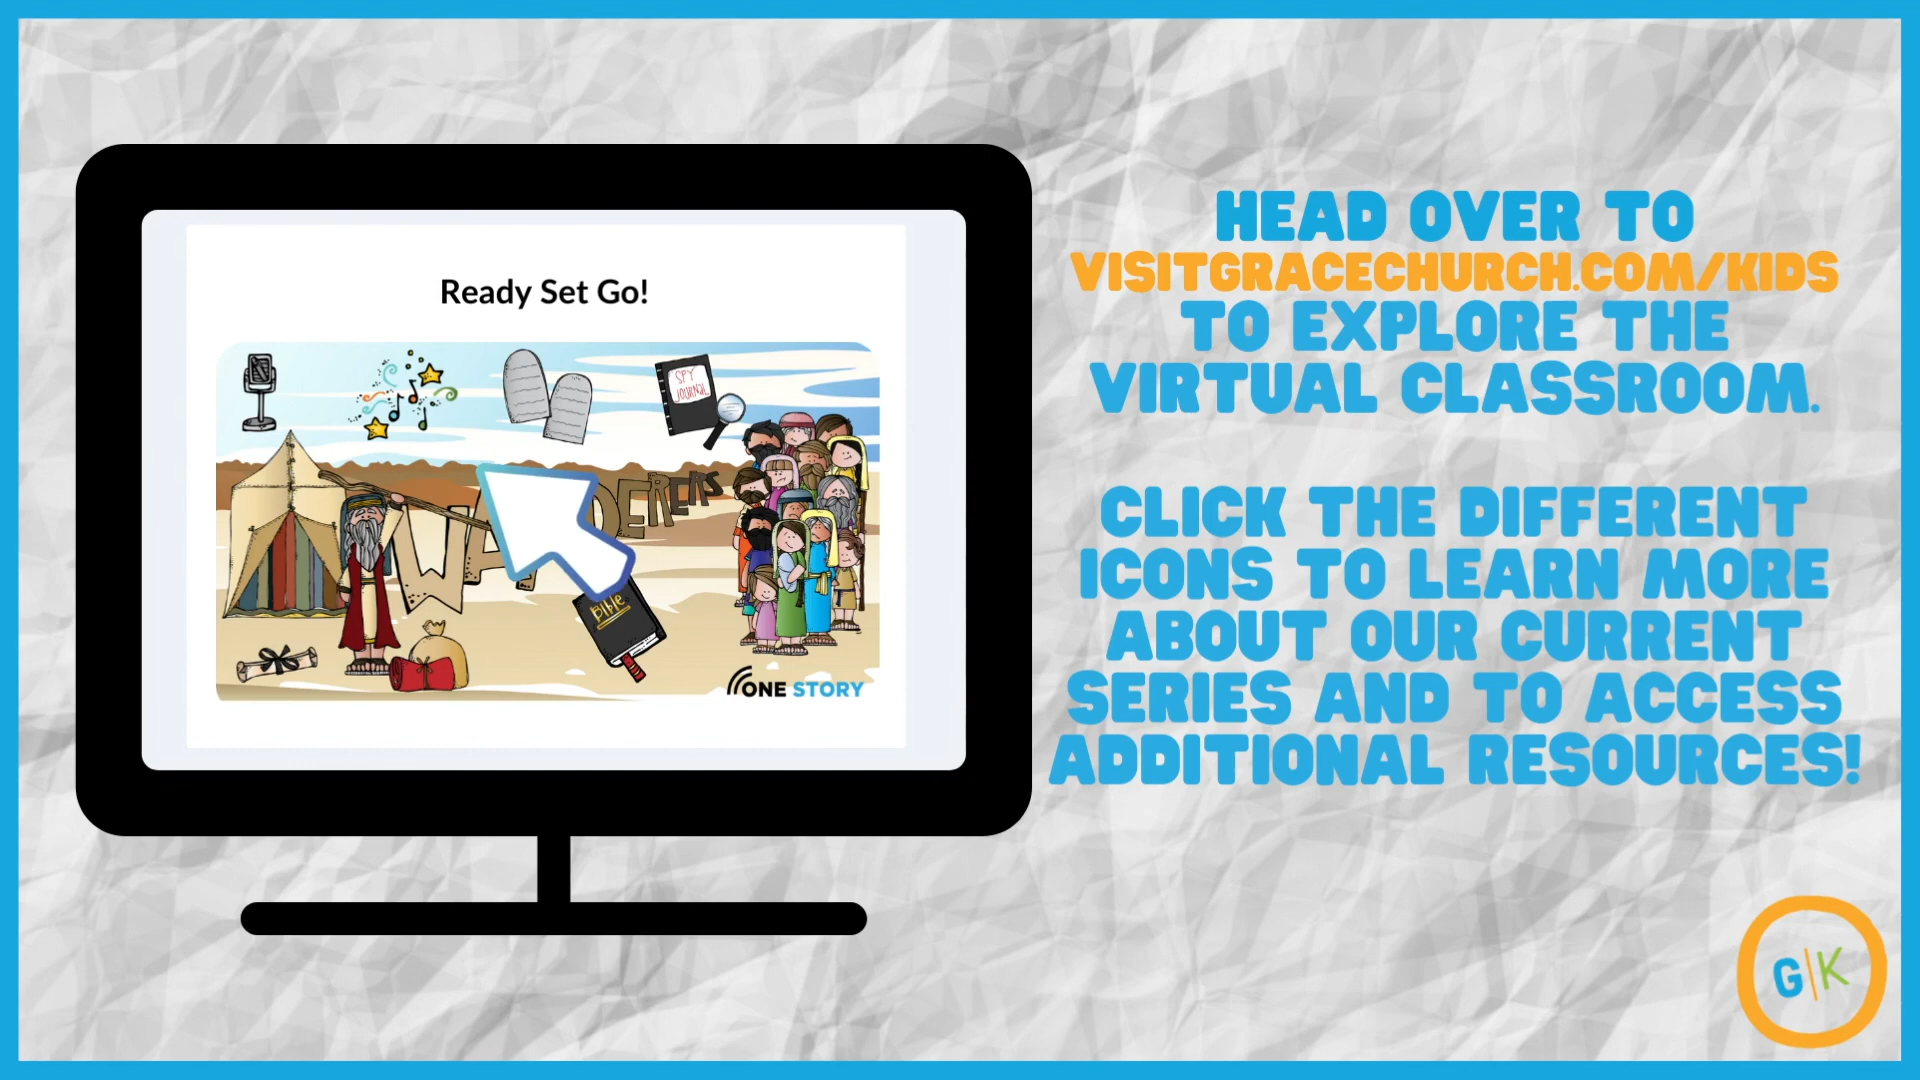 Ready Set Go!
SPY
JOURNAL
Bible
ONE STORY
HEAD OVER TO
VISITGRACECHURCH.COM/KIDS
TO EXPLORE THE
VIRTUAL CLASSROOM.
CLICK THE DIFFERENT
ICONS TO LEARN MORE
ABOUT OUR CURRENT
SERIES AND TO ACCESS
ADDITIONAL RESOURCES!
G|K